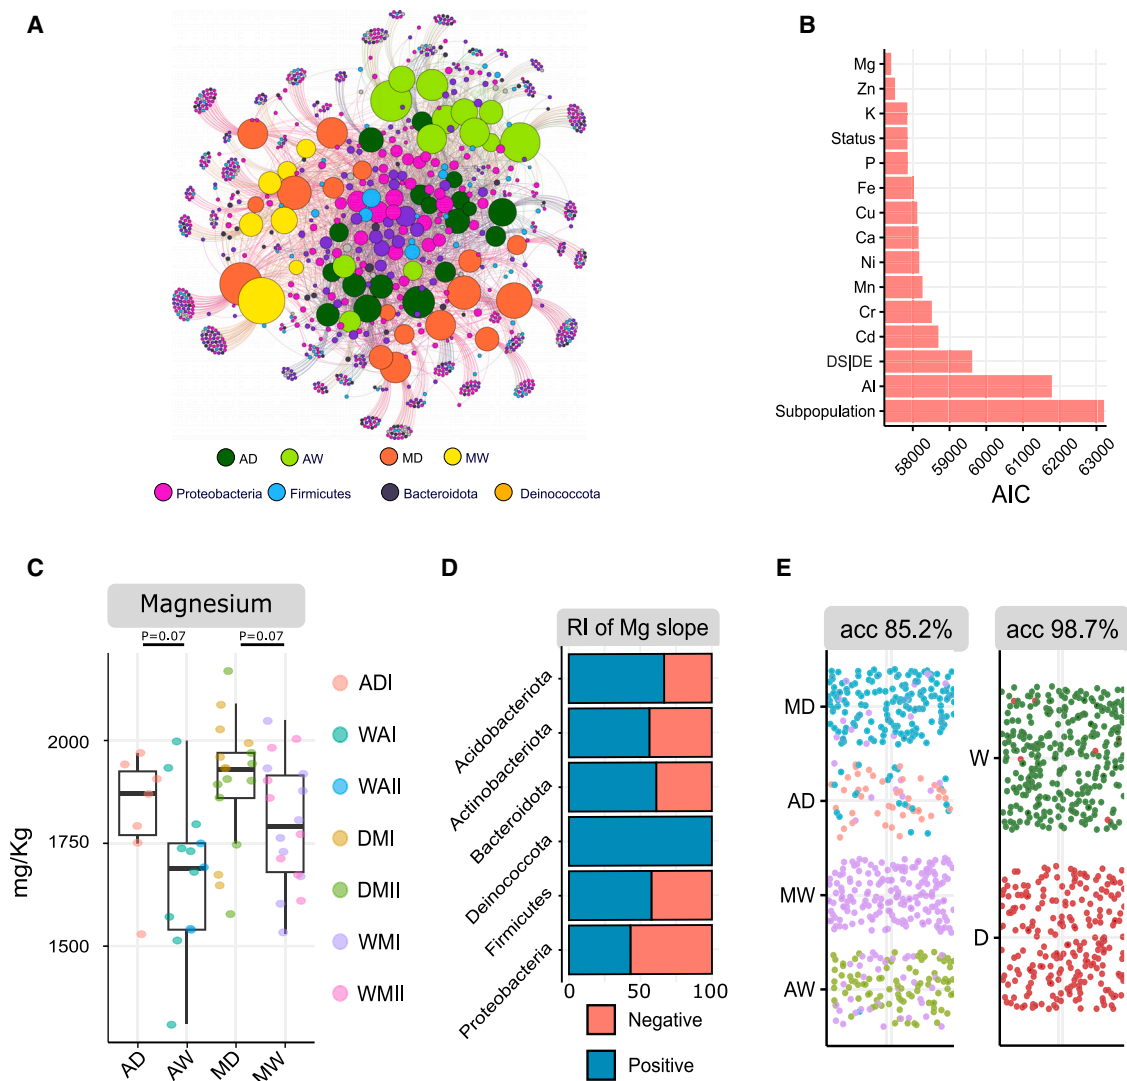 A
AD
AW
MD
MW
Proteobacteria
Firmicutes
Bacteroidota
Deinococcota
B
Mg
Zn
K
Status
P
Fe
Cu
Ca
Ni
Mn
Cr
Cd
DS|DE
Al
Subpopulation
58000
59000
60000
61000
62000
63000
AIC
C
Magnesium
P=0.07
P=0.07
mg/Kg
2000
1750
1500
AD
AW
MD
MW
ADI
WAI
WAII
DMI
DMII
WMI
WMII
D
RI of Mg slope
Acidobacteriota
Actinobacteriota
Bacteroidota
Deinococcota
Firmicutes
Proteobacteria
0
50
100
Negative
Positive
E
acc 85.2%
MD
AD
MW
AW
acc 98.7%
W
D